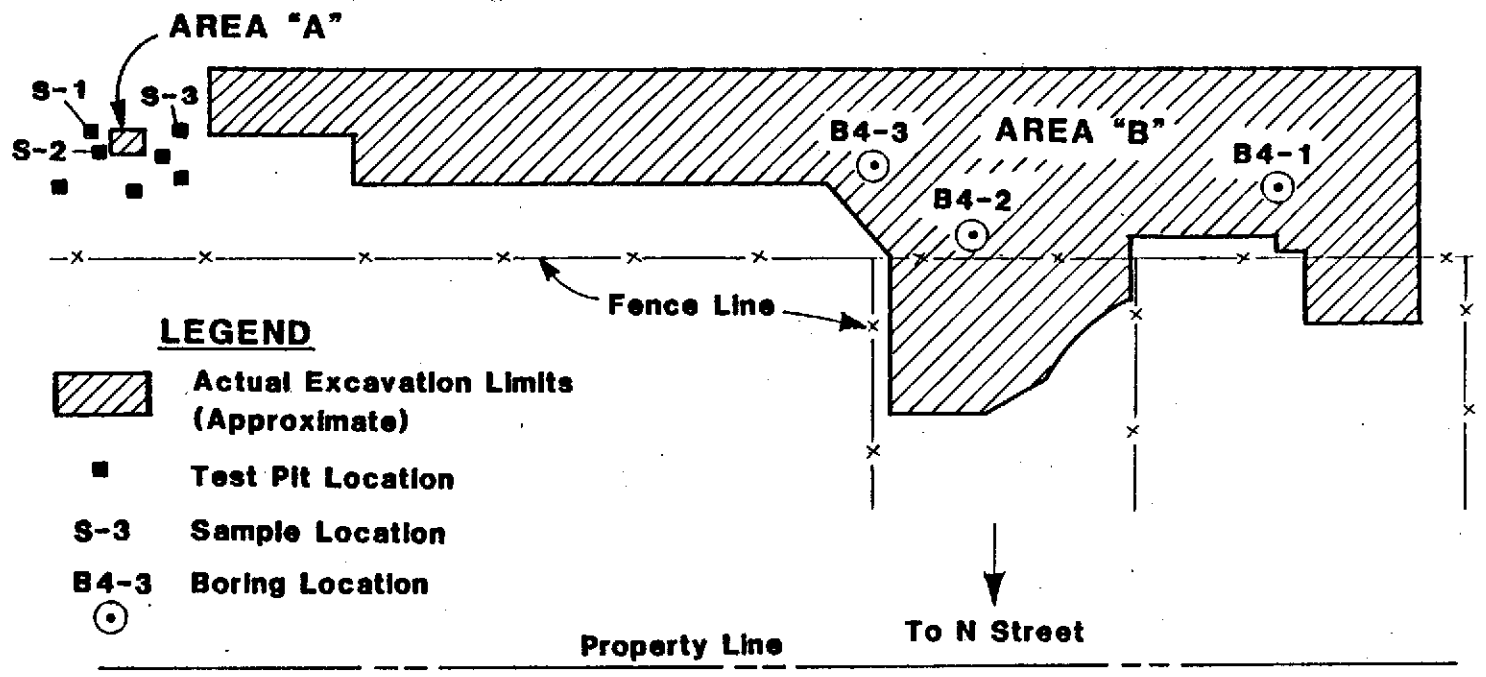 AREA "A"
S-1
S-3
S-2
B4-3
AREA "B"
B4-1
B4-2
Fence Line
LEGEND
Actual Excavation Limits
(Approximate)
Test Pit Location
S-3 Sample Location
B4-3 Boring Location
To N Street
Property Line